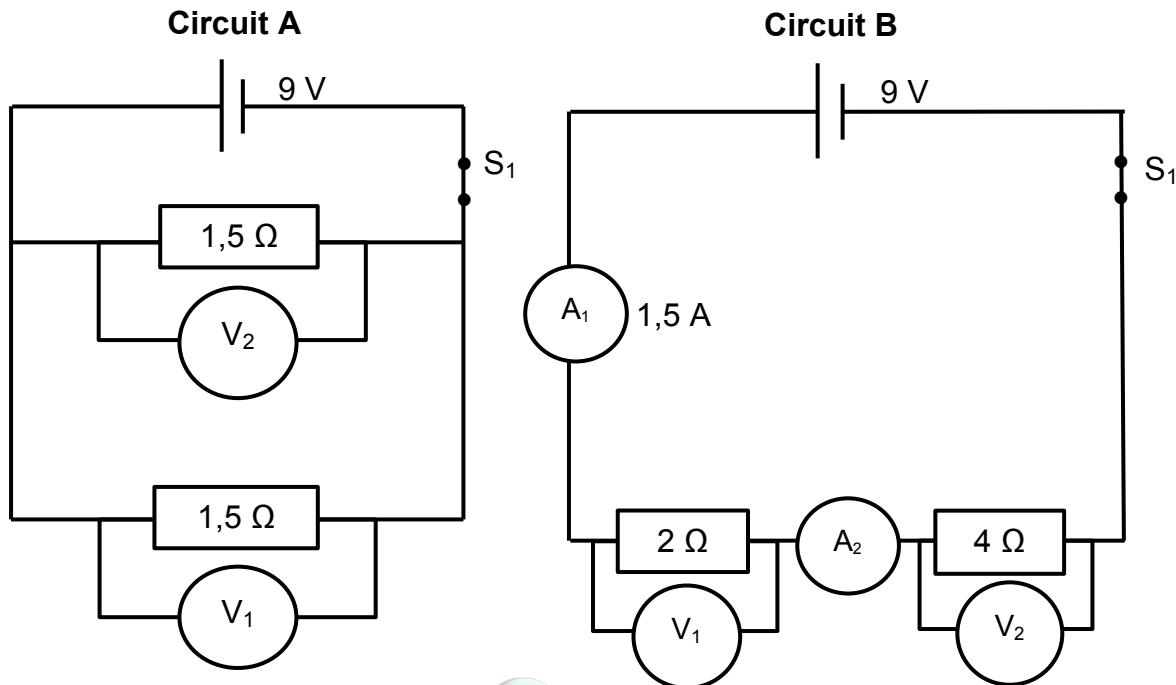 Circuit A
9 V
S₁
1,5 Ω
V₂
1,5 Ω
V₁
Circuit B
9 V
S₁
A₁ 1,5 A
2 Ω A₂ 4 Ω
V₁ V₂